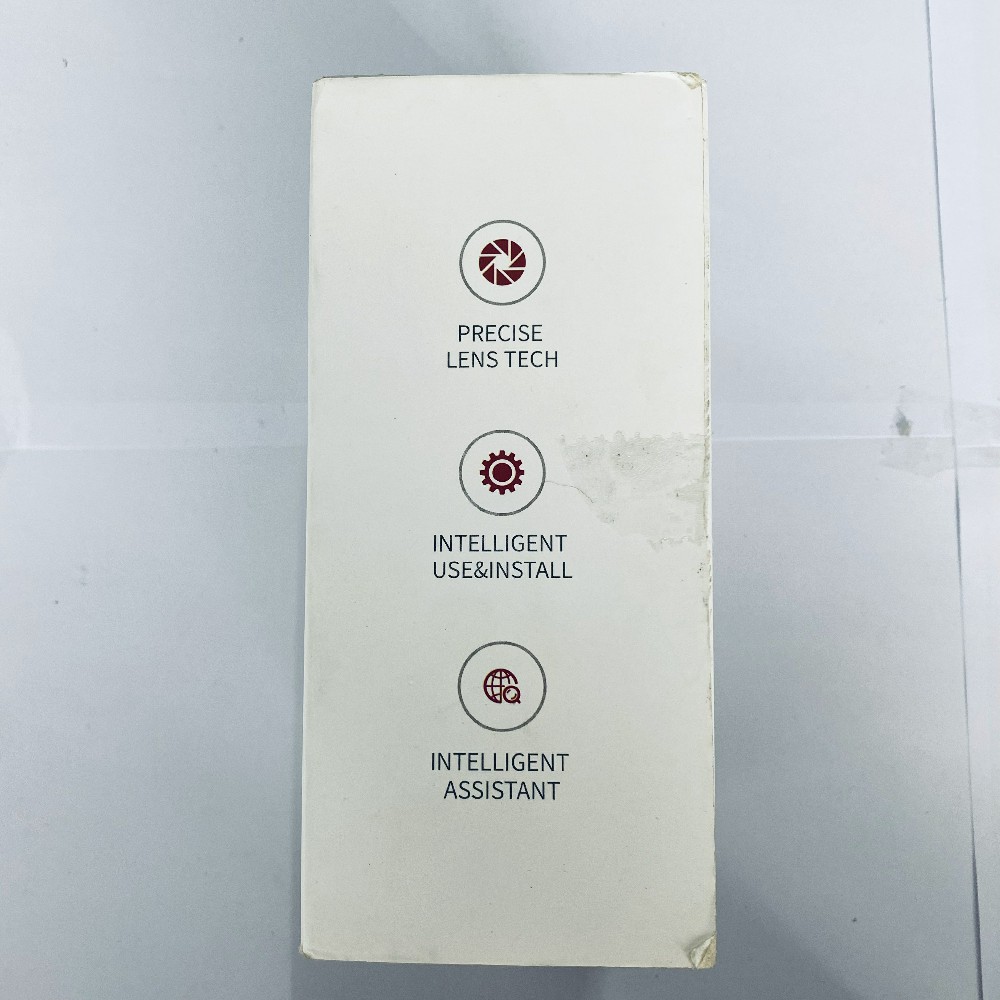 PRECISE
LENS TECH
INTELLIGENT
USE&INSTALL
INTELLIGENT
ASSISTANT